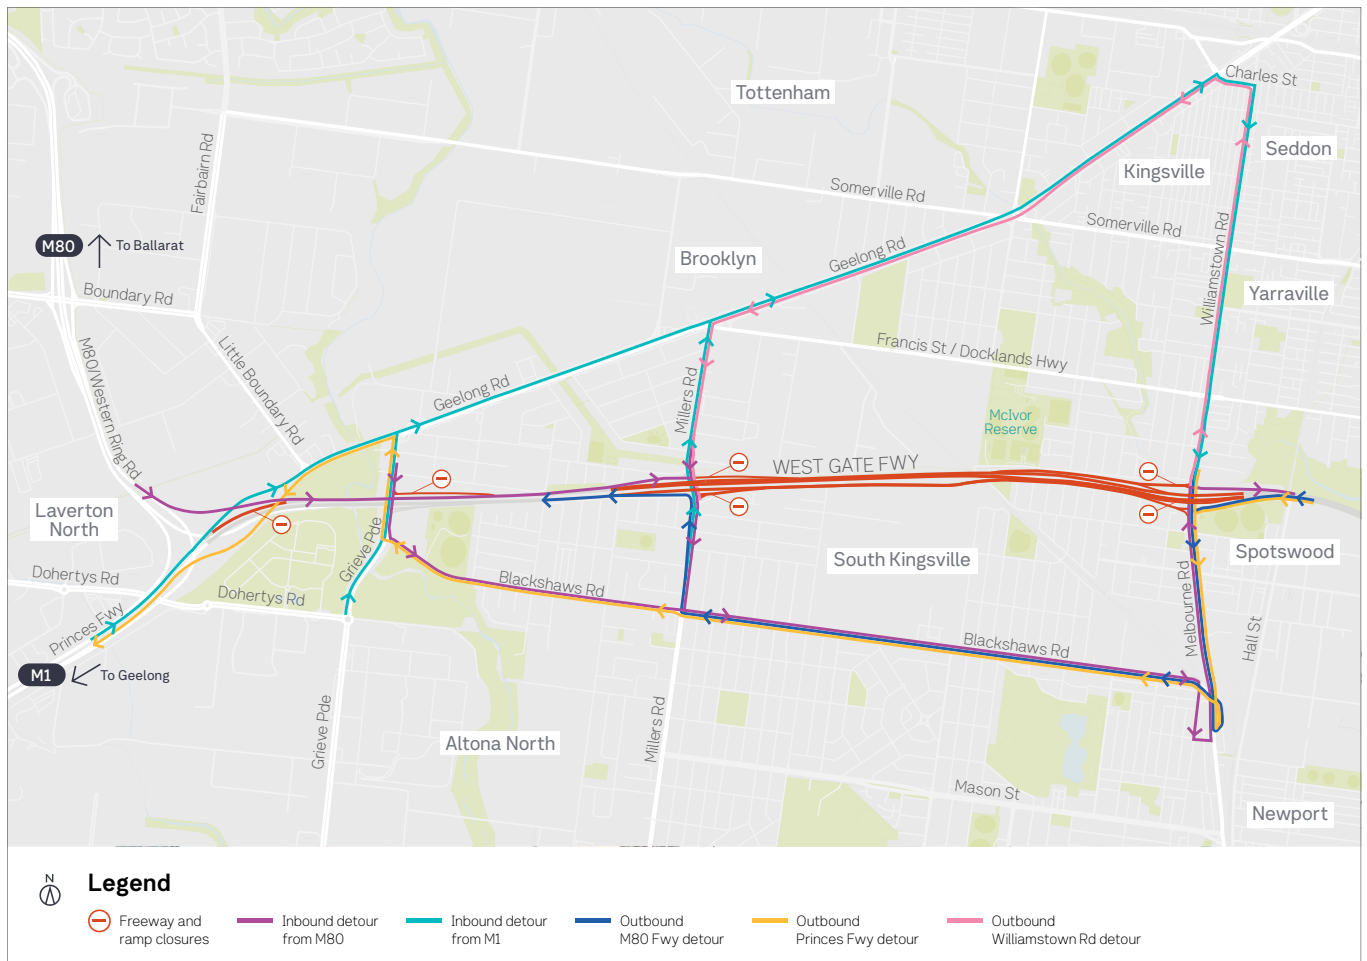 Charles St
Tottenham
Seddon
Kingsville
Fairbairn Rd
Somerville Rd
Somerville Rd
M80
To Ballarat
Brooklyn
Geelong Rd
Williamstown Rd
Boundary Rd
Yarraville
M80/Western Ring Rd
Little Boundary Rd
Francis St / Docklands Hwy
Geelong Rd
Millers Rd
McIvor
Reserve
WEST GATE FWY
Laverton
North
Grieve Pde
South Kingsville
Spotswood
Dohertys Rd
Dohertys Rd
Blackshaws Rd
Melbourne Rd
Princes Fwy
Hall St
Blackshaws Rd
M1
To Geelong
Grieve Pde
Millers Rd
Altona North
Mason St
Newport
N
Legend
Freeway and
ramp closures
Inbound detour
from M80
Inbound detour
from M1
Outbound
M80 Fwy detour
Outbound
Princes Fwy detour
Outbound
Williamstown Rd detour